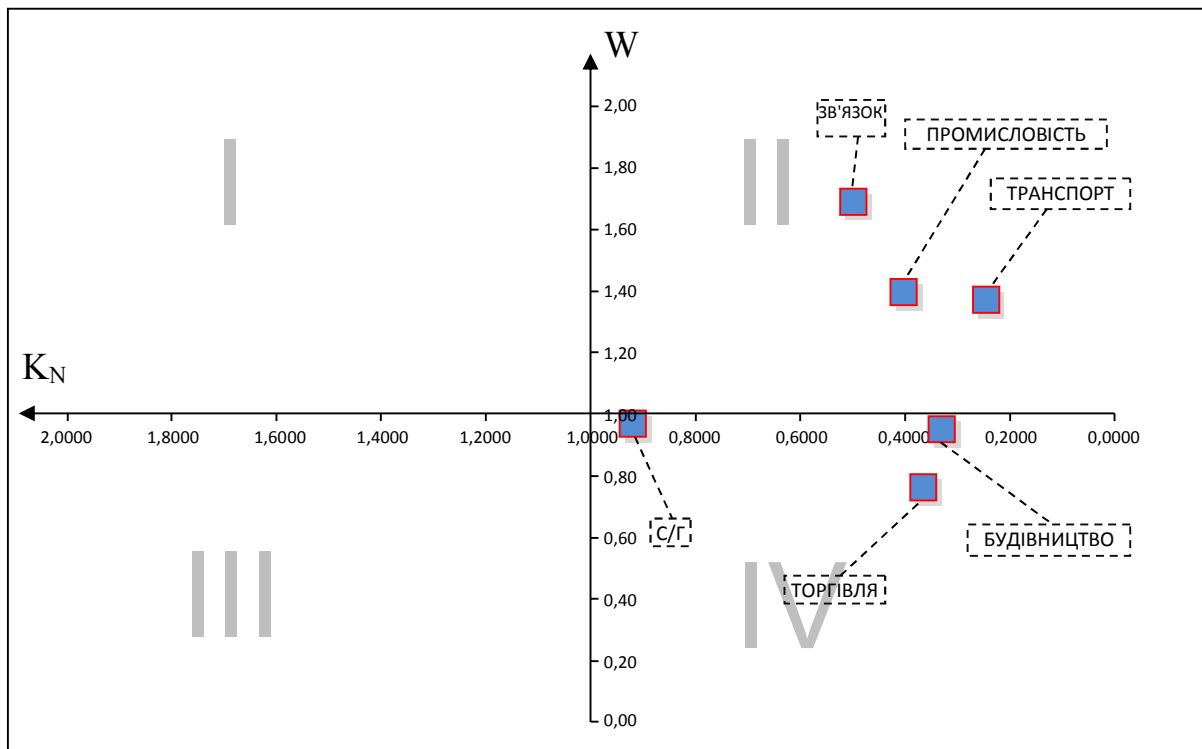 W
2,00
ЗВ'ЯЗОК
ПРОМИСЛОВІСТЬ
I
II
1,80
ТРАНСПОРТ
1,60
1,40
1,20
K_N
1,00
2,0000 1,8000 1,6000 1,4000 1,2000 1,0000 0,8000 0,6000 0,4000 0,2000 0,0000
0,80
0,60
С/Г
БУДІВНИЦТВО
III
IV
ТОРГІВЛЯ
0,40
0,20
0,00